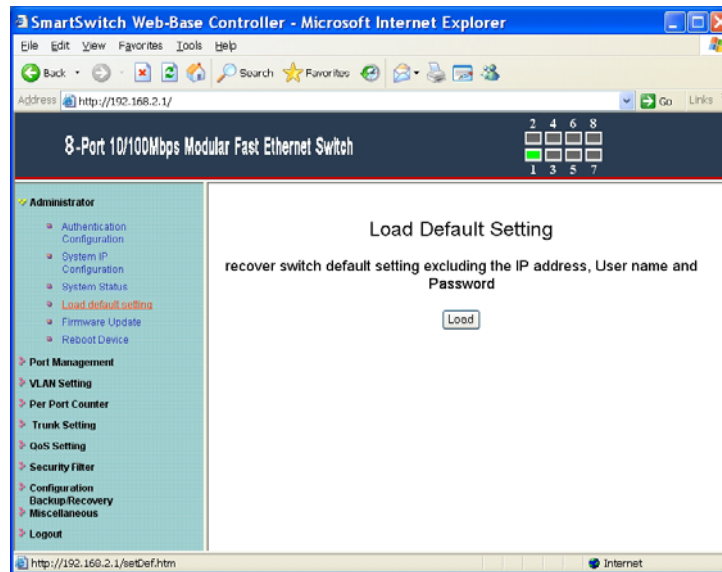 SmartSwitch Web-Base Controller - Microsoft Internet Explorer
File Edit View Favorites Tools Help
Back Search Favorites
Address http://192.168.2.1/ Go Links
8-Port 10/100Mbps Modular Fast Ethernet Switch
2 4 6 8
1 3 5 7
Administrator
Authentication
Configuration
System IP
Configuration
System Status
Load default setting
Firmware Update
Reboot Device
Port Management
VLAN Setting
Per Port Counter
Trunk Setting
QoS Setting
Security Filter
Configuration
Backup/Recovery
Miscellaneous
Logout
Load Default Setting
recover switch default setting excluding the IP address, User name and
Password
Load
http://192.168.2.1/setDef.htm Internet